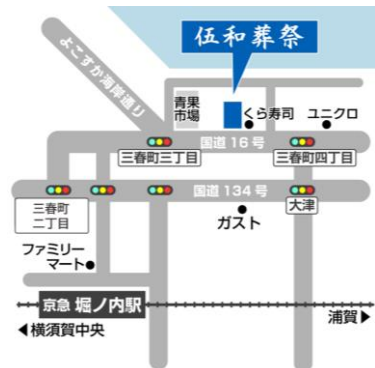 伍和葬祭
よこすか海岸通り
青果
市場
くら寿司
ユニクロ
国道16号
三春町三丁目
三春町四丁目
国道134号
三春町
二丁目
大津
ガスト
ファミリー
マート
京急 堀ノ内駅
浦賀▶
◀横須賀中央